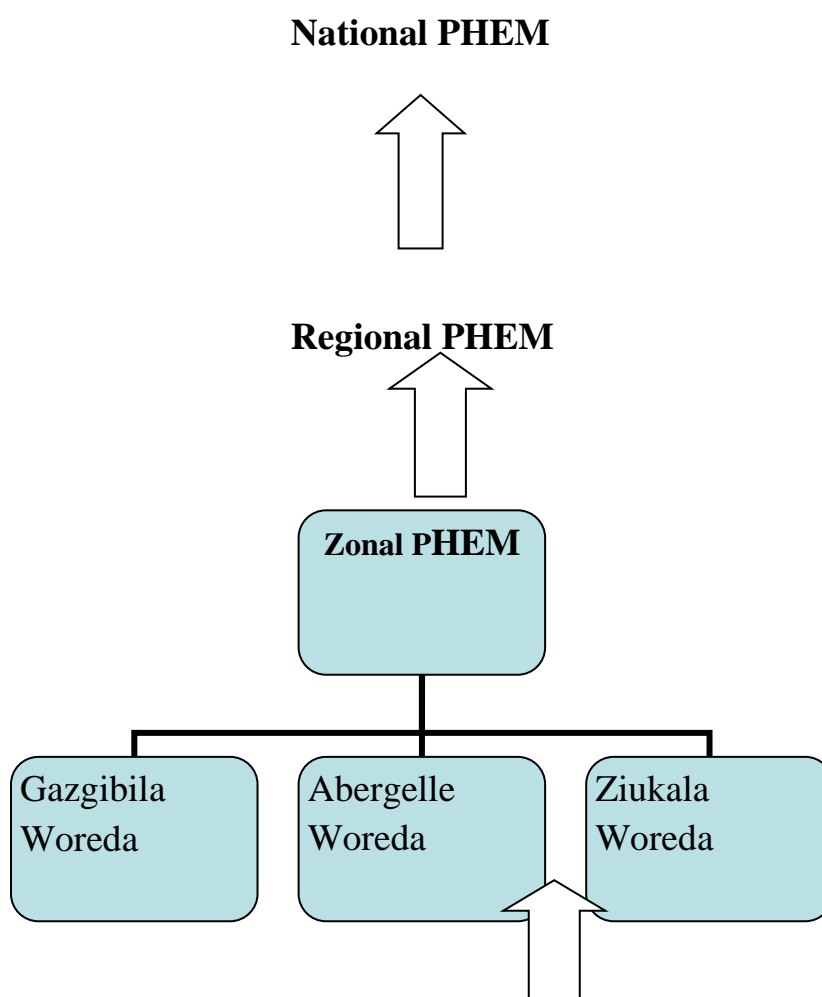 National PHEM
Regional PHEM
Zonal PHEM
Gazgibila
Woreda
Abergelle
Woreda
Ziukala
Woreda